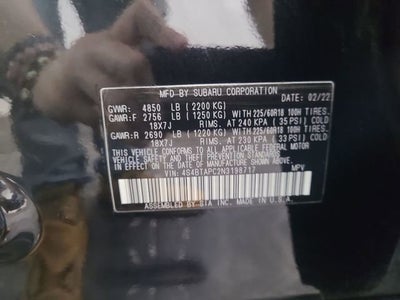 MFD BY SUBARU CORPORATION DATE: 02/22
GVWR: 4850 LB (2200 KG)
GAWR:F 2756 LB (1250 KG) WITH 225/60R18 100H TIRES,
18X7J RIMS, AT 240 KPA (35 PSI) COLD
GAWR:R 2690 LB (1220 KG) WITH 225/60R18 100H TIRES,
18X7J RIMS, AT 230 KPA (33 PSI) COLD
THIS VEHICLE CONFORMS TO ALL APPLICABLE
FEDERAL MOTOR VEHICLE SAFETY
STANDARDS IN EFFECT ON THE DATE OF
MANUFACTURE SHOWN ABOVE.
VIN: 4S4BTAPC2N3198717 MPV
ASSEMBLED BY SIA, INC. MADE IN U.S.A.